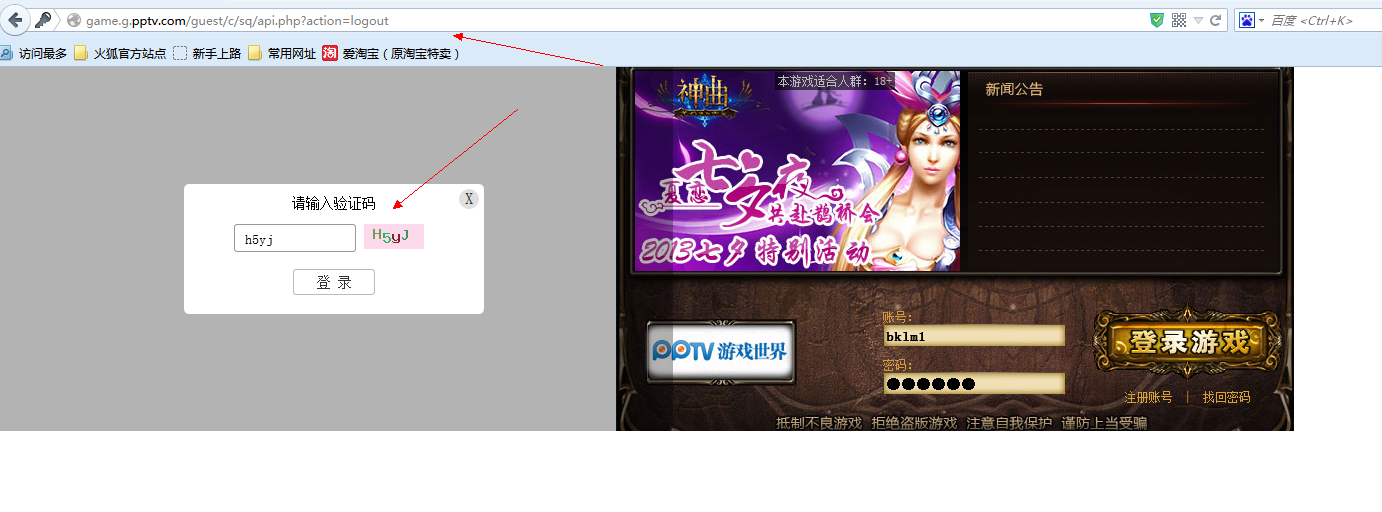 game.g.pptv.com/guest/c/sq/api.php?action=logout
百度 <Ctrl+K>
访问最多 火狐官方站点 新手上路 常用网址 淘 爱淘宝（原淘宝特卖）
神曲
本游戏适合人群：18+
新闻公告
七夕夜
夏恋
共赴鹊桥会
2013七夕 特别活动
请输入验证码
X
h5yj H5yJ
登 录
账号：
bklm1
PPTV 游戏世界
登录游戏
密码：
注册账号 | 找回密码
抵制不良游戏 拒绝盗版游戏 注意自我保护 谨防上当受骗